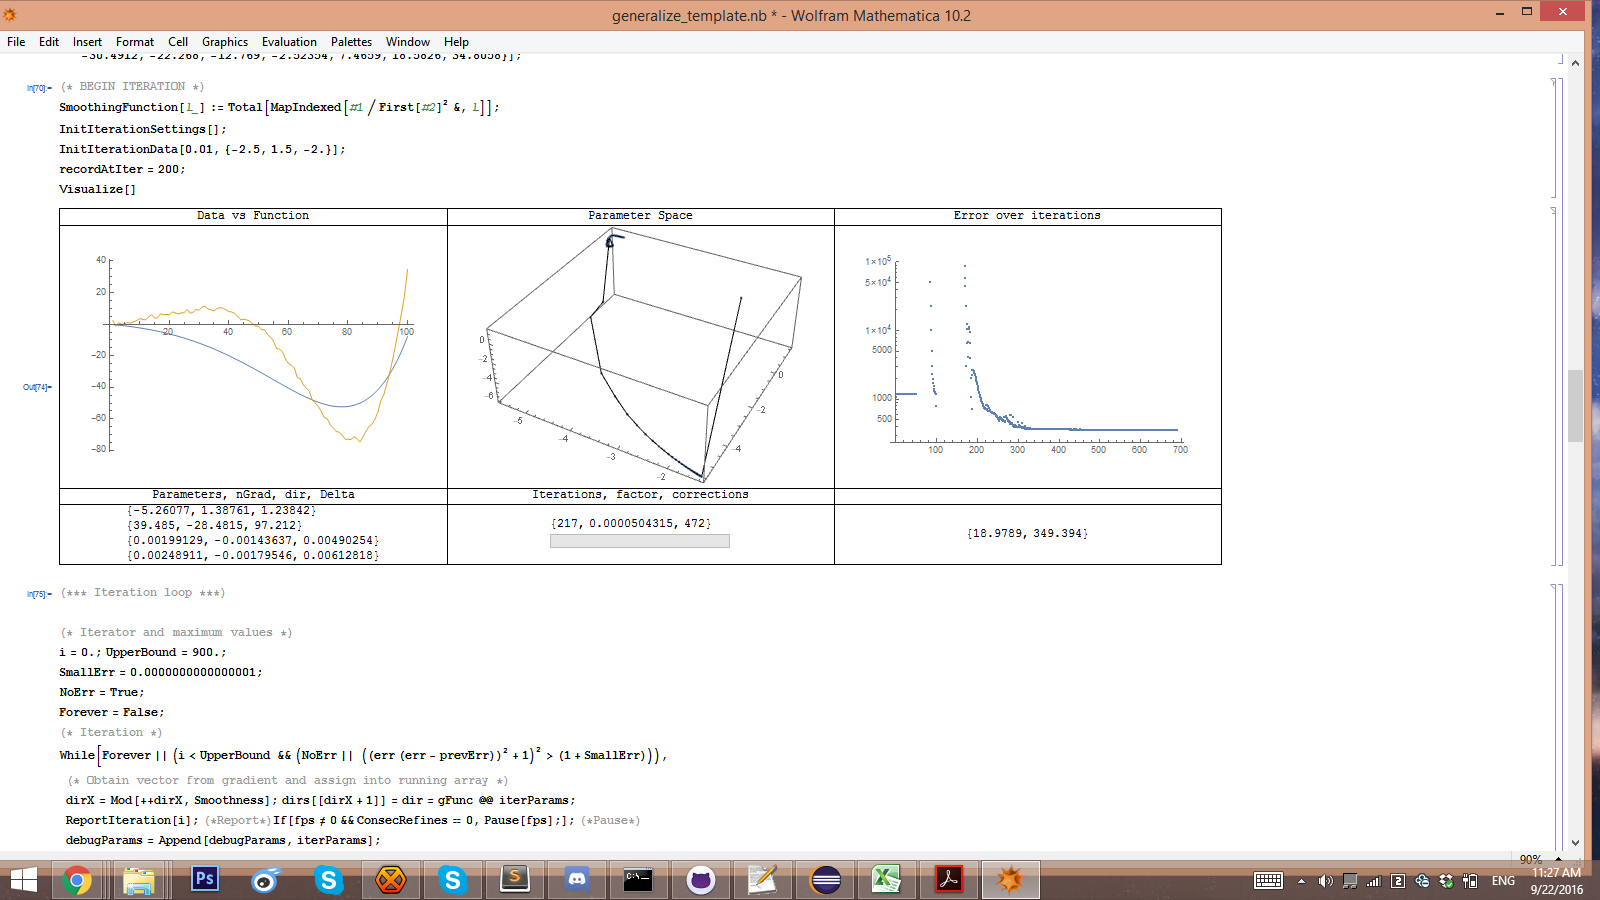 generalize_template.nb * - Wolfram Mathematica 10.2
File Edit Insert Format Cell Graphics Evaluation Palettes Window Help
-30.4912, -22.268, -12.769, -2.52354, 7.4659, 18.5826, 34.8058}];
In[70]:= (* BEGIN ITERATION *)
SmoothingFunction[L_] := Total[MapIndexed[#1 / First[#2]² &, L]];
InitIterationSettings[];
InitIterationData[0.01, {-2.5, 1.5, -2.}];
recordAtIter = 200;
Visualize[]
Data vs Function Parameter Space Error over iterations
40
20
-20
-40
-60
-80
20 40 60 80 100
0
-2
-4
-6
-5
-4
-3
-2
-4
-2
0
1×10⁵
5×10⁴
1×10⁴
5000
1000
500
100 200 300 400 500 600 700
Out[74]=
Parameters, nGrad, dir, Delta Iterations, factor, corrections
{-5.26077, 1.38761, 1.23842}
{39.485, -28.4815, 97.212}
{0.00199129, -0.00143637, 0.00490254}
{0.00248911, -0.00179546, 0.00612818}
{217, 0.0000504315, 472}
{18.9789, 349.394}
In[75]:= (*** Iteration loop ***)
(* Iterator and maximum values *)
i = 0.; UpperBound = 900.;
SmallErr = 0.0000000000000001;
NoErr = True;
Forever = False;
(* Iteration *)
While[Forever || (i < UpperBound && (NoErr || ((err (err - prevErr))² + 1)² > (1 + SmallErr))),
(* Obtain vector from gradient and assign into running array *)
dirX = Mod[++dirX, Smoothness]; dirs[[dirX + 1]] = dir = gFunc @@ iterParams;
ReportIteration[i]; (*Report*) If[fps ≠ 0 && ConsecRefines == 0, Pause[fps];]; (*Pause*)
debugParams = Append[debugParams, iterParams];
90%
Ps
S
S
S
C:\
2
ENG
11:27 AM
9/22/2016